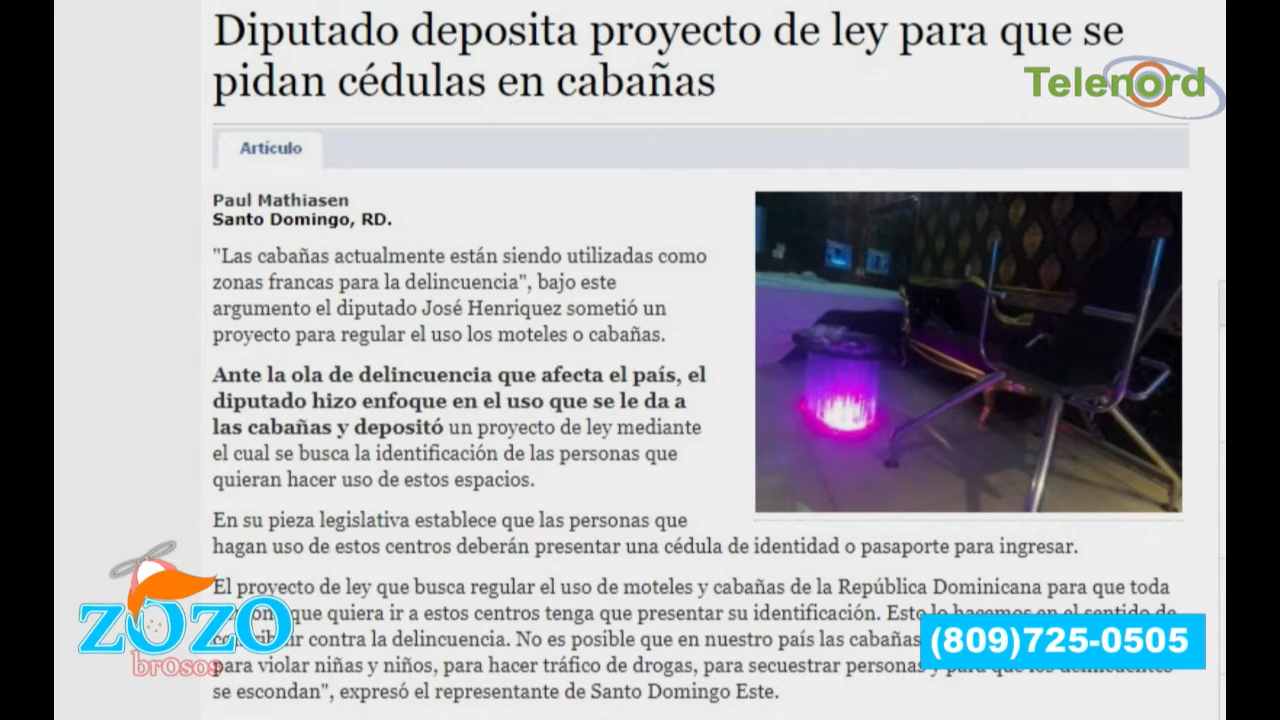 Diputado deposita proyecto de ley para que se
pidan cédulas en cabañas
Telenord
Artículo
Paul Mathiasen
Santo Domingo, RD.
"Las cabañas actualmente están siendo utilizadas como
zonas francas para la delincuencia", bajo este
argumento el diputado José Henriquez sometió un
proyecto para regular el uso los moteles o cabañas.
Ante la ola de delincuencia que afecta el país, el
diputado hizo enfoque en el uso que se le da a
las cabañas y depositó un proyecto de ley mediante
el cual se busca la identificación de las personas que
quieran hacer uso de estos espacios.
En su pieza legislativa establece que las personas que
hagan uso de estos centros deberán presentar una cédula de identidad o pasaporte para ingresar.
El proyecto de ley que busca regular el uso de moteles y cabañas de la República Dominicana para que toda
que quiera ir a estos centros tenga que presentar su identificación. Esto lo hacemos en el sentido de
contra la delincuencia. No es posible que en nuestro país las cabañas
para violar niñas y niños, para hacer tráfico de drogas, para secuestrar personas y para que los delincuentes
se escondan", expresó el representante de Santo Domingo Este.
ZOZO
brOsos
(809)725-0505